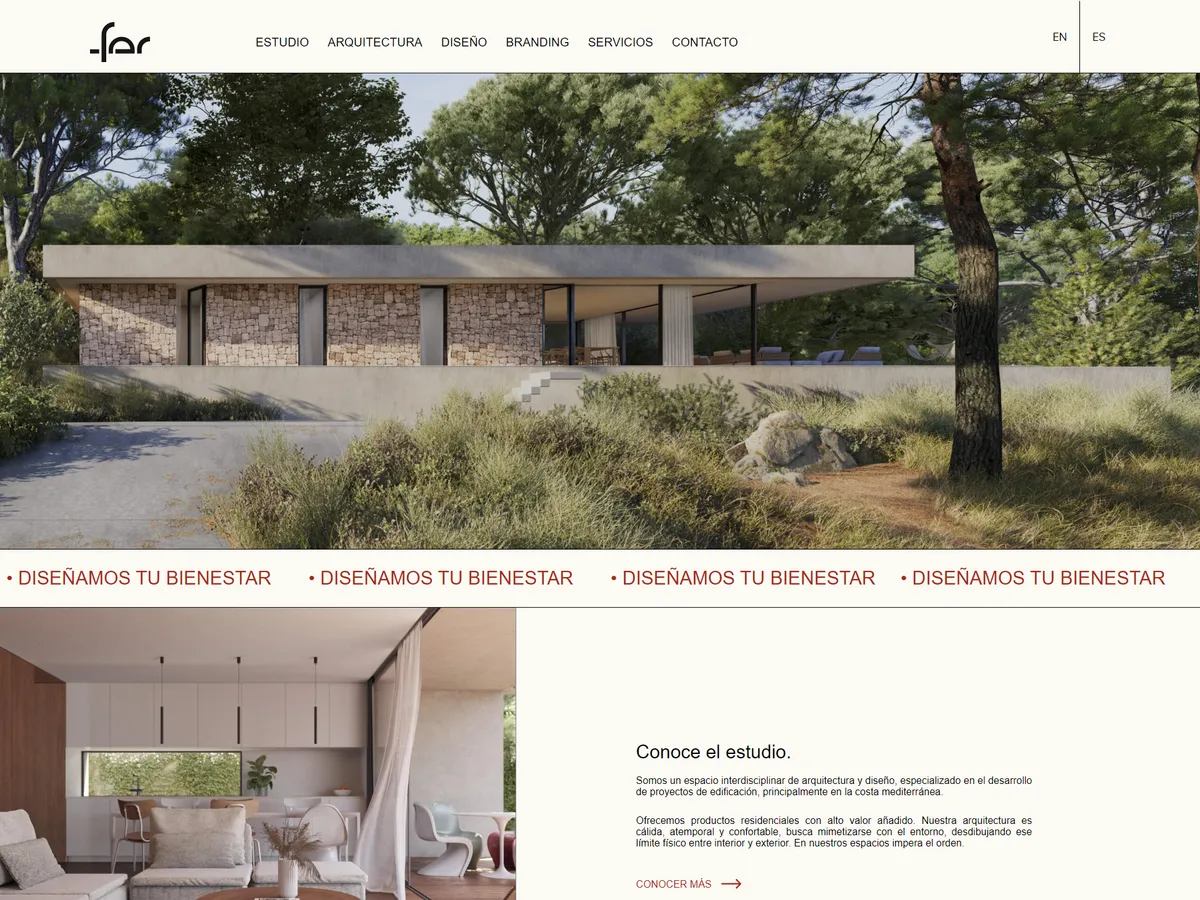 fer
ESTUDIO ARQUITECTURA DISEÑO BRANDING SERVICIOS CONTACTO
EN ES
• DISEÑAMOS TU BIENESTAR • DISEÑAMOS TU BIENESTAR • DISEÑAMOS TU BIENESTAR • DISEÑAMOS TU BIENESTAR
Conoce el estudio.
Somos un espacio interdisciplinar de arquitectura y diseño, especializado en el desarrollo
de proyectos de edificación, principalmente en la costa mediterránea.
Ofrecemos productos residenciales con alto valor añadido. Nuestra arquitectura es
cálida, atemporal y confortable, busca mimetizarse con el entorno, desdibujando ese
límite físico entre interior y exterior. En nuestros espacios impera el orden.
CONOCER MÁS